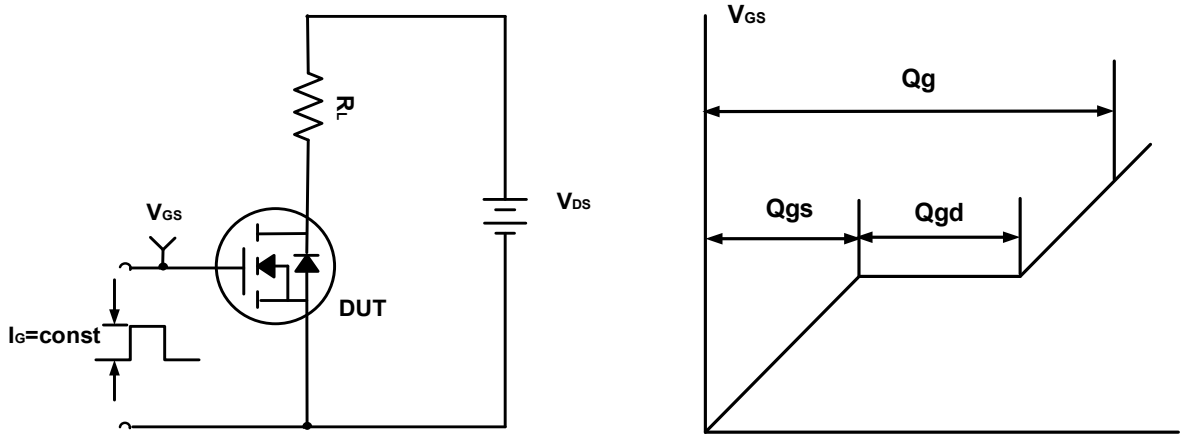 VGS
RL
VDS
VGS
DUT
IG=const
Qg
Qgs
Qgd